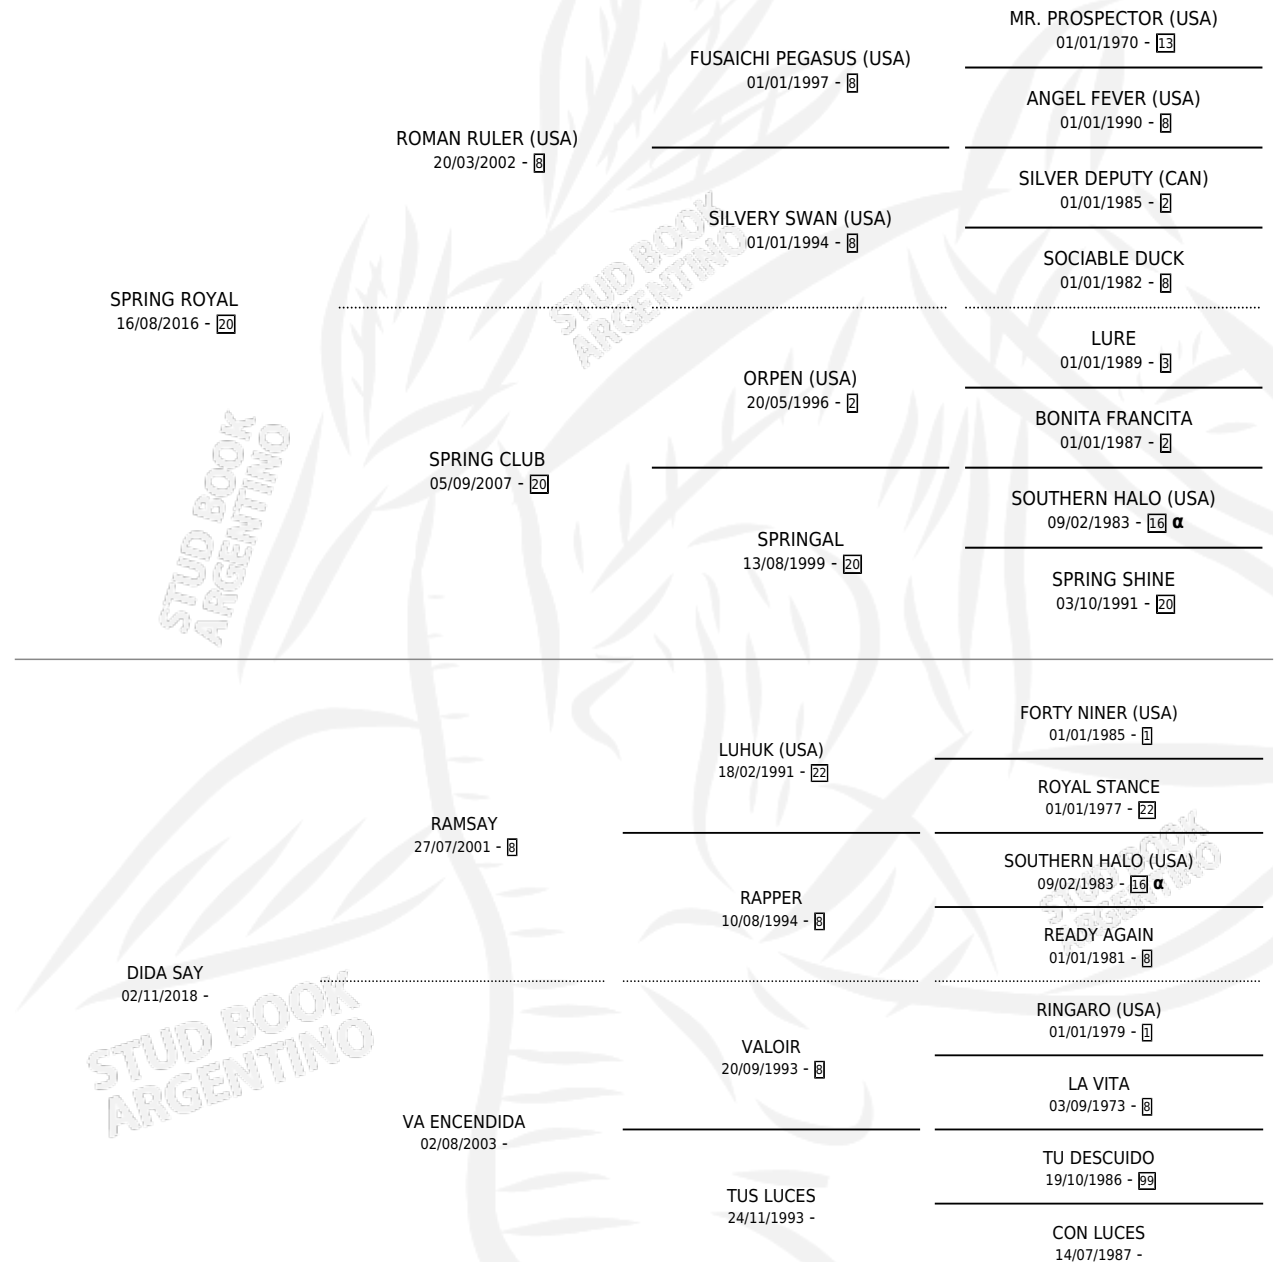 MR. PROSPECTOR (USA)
01/01/1970 - 13
FUSAICHI PEGASUS (USA)
01/01/1997 - 8
ANGEL FEVER (USA)
01/01/1990 - 8
ROMAN RULER (USA)
20/03/2002 - 8
SILVER DEPUTY (CAN)
01/01/1985 - 2
SILVERY SWAN (USA)
01/01/1994 - 8
SOCIABLE DUCK
01/01/1982 - 8
SPRING ROYAL
16/08/2016 - 20
LURE
01/01/1989 - 3
ORPEN (USA)
20/05/1996 - 2
BONITA FRANCITA
01/01/1987 - 2
SPRING CLUB
05/09/2007 - 20
SOUTHERN HALO (USA)
09/02/1983 - 16 α
SPRINGAL
13/08/1999 - 20
SPRING SHINE
03/10/1991 - 20
FORTY NINER (USA)
01/01/1985 - 1
LUHUK (USA)
18/02/1991 - 22
ROYAL STANCE
01/01/1977 - 22
RAMSAY
27/07/2001 - 8
SOUTHERN HALO (USA)
09/02/1983 - 16 α
RAPPER
10/08/1994 - 8
READY AGAIN
01/01/1981 - 8
DIDA SAY
02/11/2018 -
RINGARO (USA)
01/01/1979 - 1
VALOIR
20/09/1993 - 8
LA VITA
03/09/1973 - 8
VA ENCENDIDA
02/08/2003 -
TU DESCUIDO
19/10/1986 - 99
TUS LUCES
24/11/1993 -
CON LUCES
14/07/1987 -
STUD BOOK
ARGENTINO
STUD BOOK
ARGENTINO
STUD BOOK
ARGENTINO
STUD BOOK
ARGENTINO